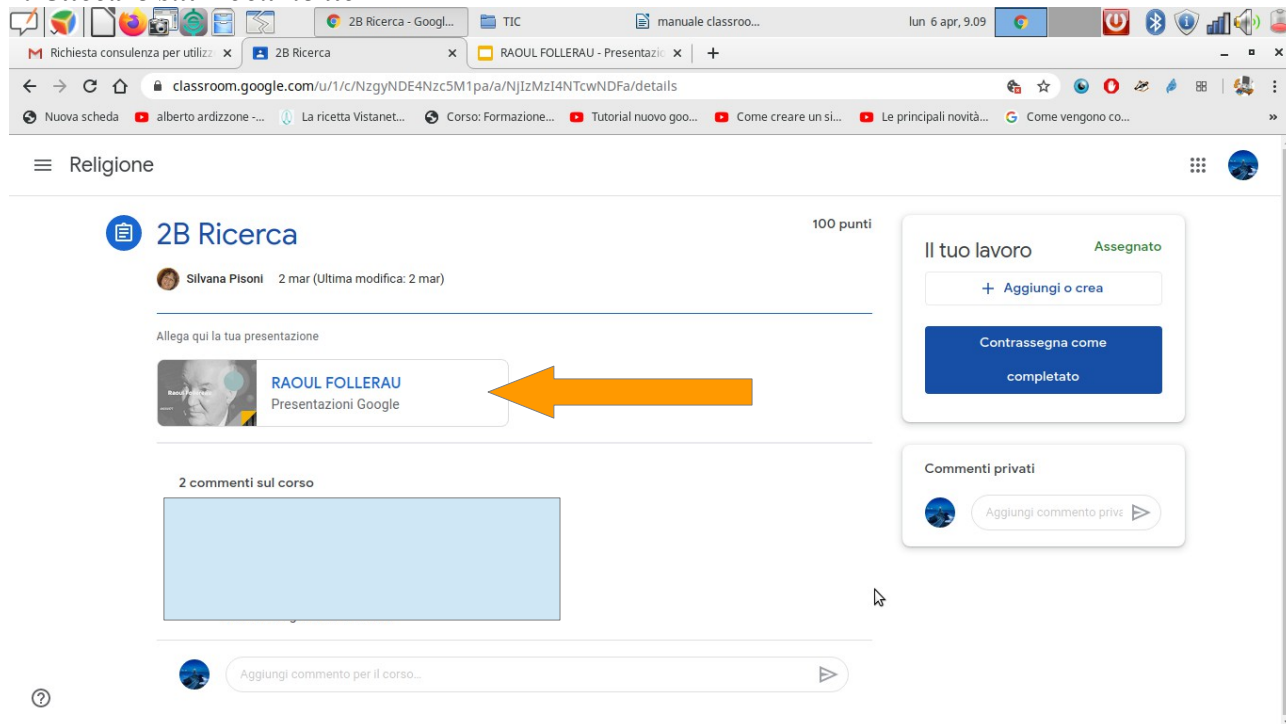 2B Ricerca - Googl...
TIC
manuale classroo...
lun 6 apr, 9.09
Richiesta consulenza per utilizz
2B Ricerca
RAOUL FOLLERAU - Presentazio
classroom.google.com/u/1/c/NzgyNDE4Nzc5M1pa/a/NjIzMzI4NTcwNDFa/details
Nuova scheda
alberto ardizzone -...
La ricetta Vistanet...
Corso: Formazione...
Tutorial nuovo goo...
Come creare un si...
Le principali novità...
Come vengono co...
»
Religione
2B Ricerca
100 punti
Silvana Pisoni 2 mar (Ultima modifica: 2 mar)
Allega qui la tua presentazione
RAOUL FOLLERAU
Presentazioni Google
2 commenti sul corso
Aggiungi commento per il corso...
Il tuo lavoro
Assegnato
+ Aggiungi o crea
Contrassegna come
completato
Commenti privati
Aggiungi commento priva